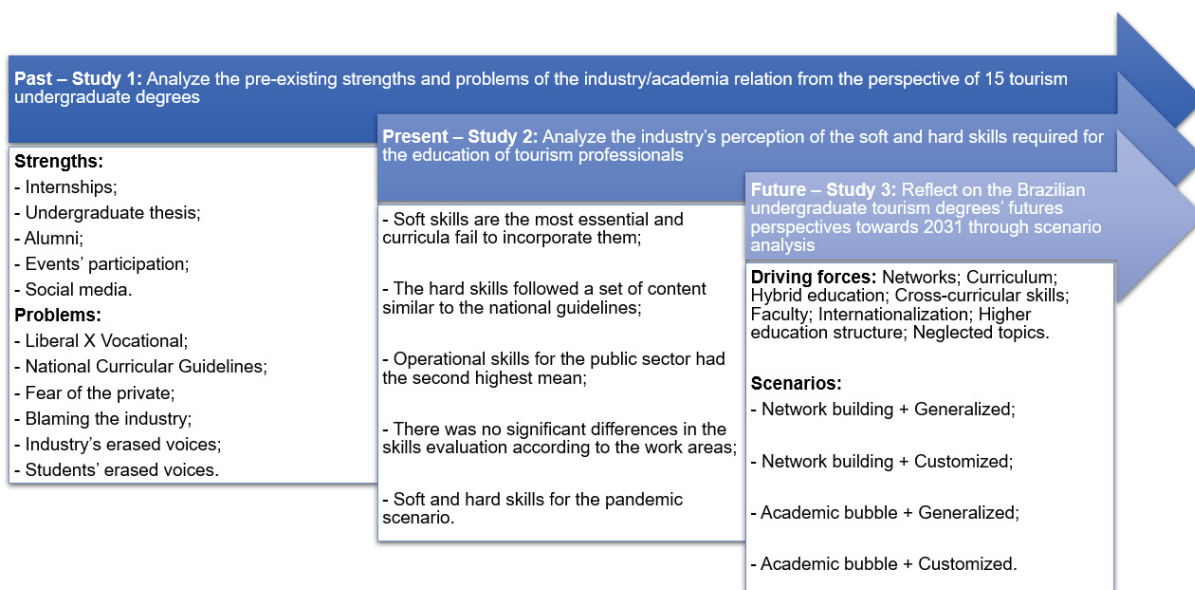 Past – Study 1: Analyze the pre-existing strengths and problems of the industry/academia relation from the perspective of 15 tourism
undergraduate degrees
Strengths:
- Internships;
- Undergraduate thesis;
- Alumni;
- Events’ participation;
- Social media.
Problems:
- Liberal X Vocational;
- National Curricular Guidelines;
- Fear of the private;
- Blaming the industry;
- Industry’s erased voices;
- Students’ erased voices.
Present – Study 2: Analyze the industry’s perception of the soft and hard skills required for
the education of tourism professionals
- Soft skills are the most essential and
curricula fail to incorporate them;
- The hard skills followed a set of content
similar to the national guidelines;
- Operational skills for the public sector had
the second highest mean;
- There was no significant differences in the
skills evaluation according to the work areas;
- Soft and hard skills for the pandemic
scenario.
Future – Study 3: Reflect on the Brazilian
undergraduate tourism degrees’ futures
perspectives towards 2031 through scenario
analysis
Driving forces: Networks; Curriculum;
Hybrid education; Cross-curricular skills;
Faculty; Internationalization; Higher
education structure; Neglected topics.
Scenarios:
- Network building + Generalized;
- Network building + Customized;
- Academic bubble + Generalized;
- Academic bubble + Customized.